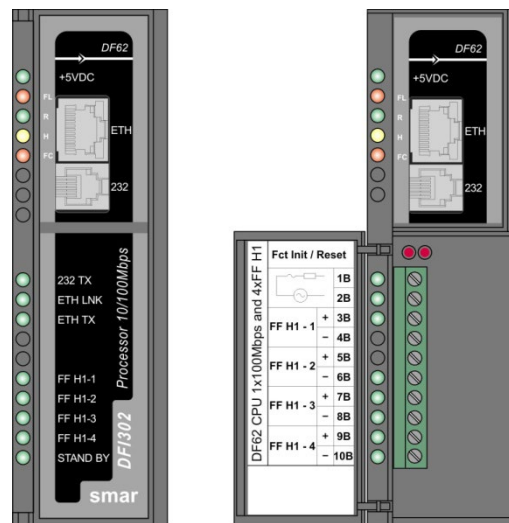 DF62
+5VDC
FL
R
H
FC
ETH
232
232 TX
ETH LNK
ETH TX
FF H1-1
FF H1-2
FF H1-3
FF H1-4
STAND BY
Processor 10/100Mbps
DFI302
smar
DF62
+5VDC
FL
R
H
FC
ETH
232
DF62 CPU 1x100Mbps and 4xFF H1
Fct Init / Reset
1B
2B
FF H1 - 1 + 3B
− 4B
FF H1 - 2 + 5B
− 6B
FF H1 - 3 + 7B
− 8B
FF H1 - 4 + 9B
− 10B